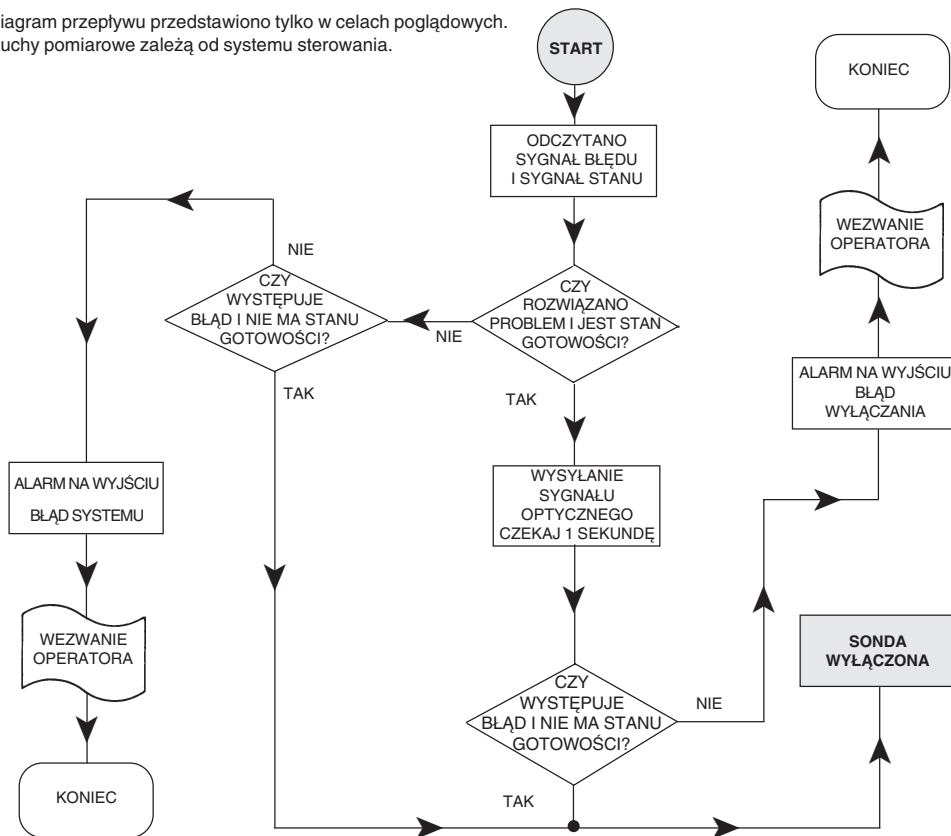 iagram przepływu przedstawiono tylko w celach poglądowych.
uchy pomiarowe zależą od systemu sterowania.
START
ODCZYTANO
SYGNAŁ BŁĘDU
I SYGNAŁ STANU
CZY
ROZWIĄZANO
PROBLEM I JEST STAN
GOTOWOŚCI?
NIE
TAK
CZY
WYSTĘPUJE
BŁĄD I NIE MA STANU
GOTOWOŚCI?
NIE
TAK
ALARM NA WYJŚCIU
BŁĄD SYSTEMU
WEZWANIE
OPERATORA
KONIEC
WYSYŁANIE
SYGNAŁU
OPTYCZNEGO
CZEKAJ 1 SEKUNDĘ
CZY
WYSTĘPUJE
BŁĄD I NIE MA STANU
GOTOWOŚCI?
NIE
TAK
ALARM NA WYJŚCIU
BŁĄD
WYŁĄCZANIA
WEZWANIE
OPERATORA
KONIEC
SONDA
WYŁĄCZONA